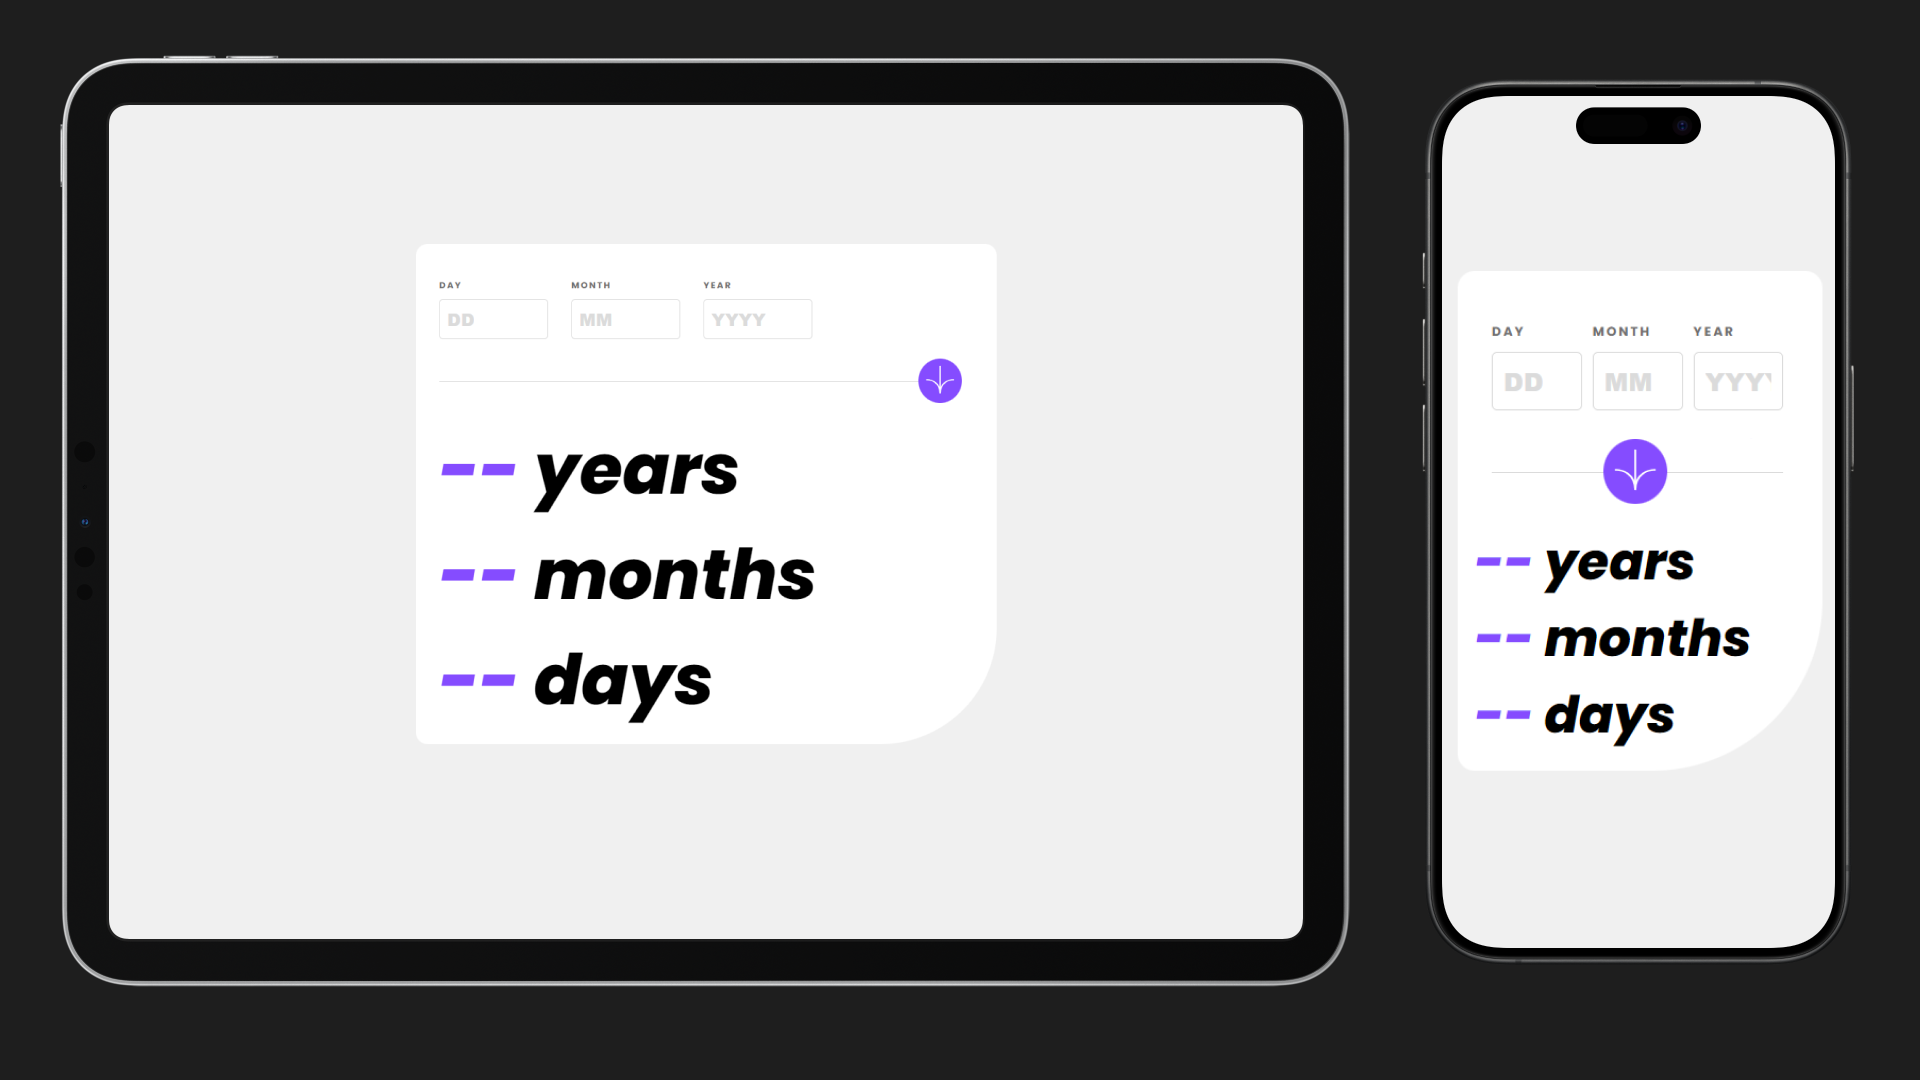 DAY MONTH YEAR
DD MM YYYY
-- years
-- months
-- days
DAY MONTH YEAR
DD MM YYY
-- years
-- months
-- days